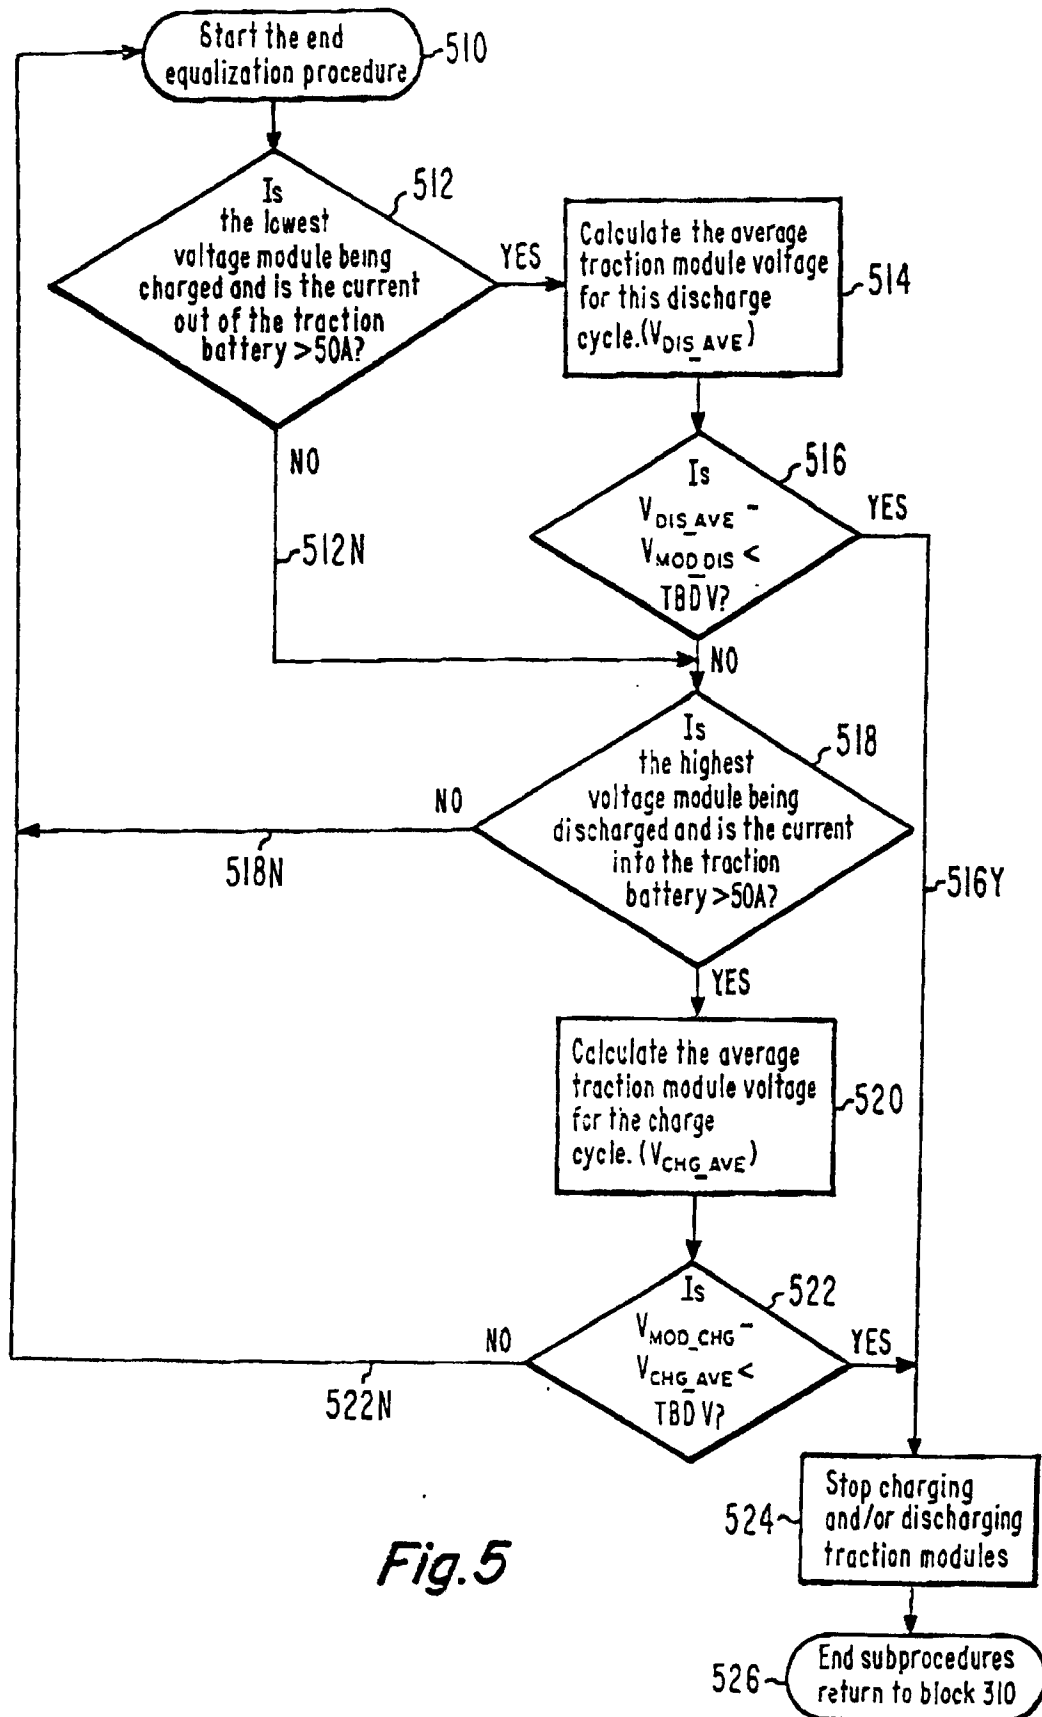 Start the end
equalization procedure
510
Is
the lowest
voltage module being
charged and is the current
out of the traction
battery >50A?
512
YES
NO
512N
Calculate the average
traction module voltage
for this discharge
cycle. (VDIS_AVE)
514
Is
VDIS_AVE -
VMOD_DIS <
TBD V?
516
YES
NO
516Y
Is
the highest
voltage module being
discharged and is the current
into the traction
battery >50A?
518
NO
518N
YES
Calculate the average
traction module voltage
for the charge
cycle. (VCHG_AVE)
520
Is
VMOD_CHG -
VCHG_AVE <
TBD V?
522
NO
522N
YES
Stop charging
and/or discharging
traction modules
524
End subprocedures
return to block 310
526
Fig.5